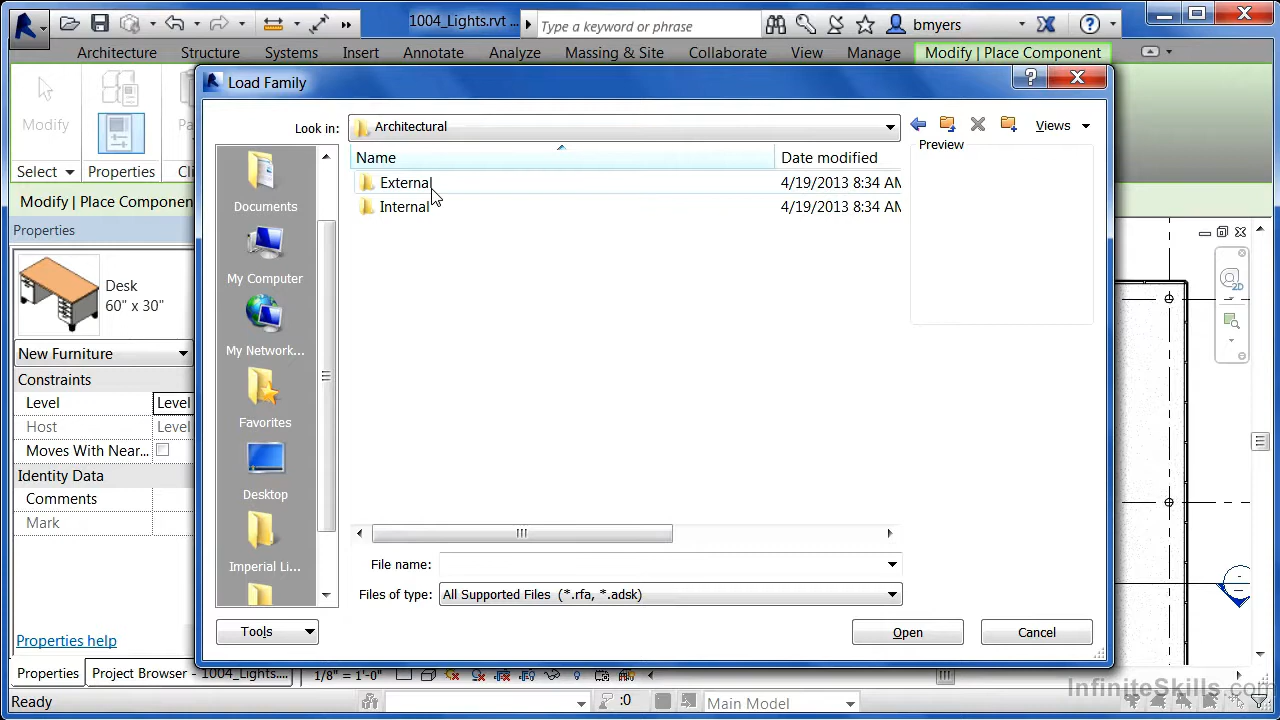 1004_Lights.rvt ...
Type a keyword or phrase
bmyers
Architecture
Structure
Systems
Insert
Annotate
Analyze
Massing & Site
Collaborate
View
Manage
Modify | Place Component
Modify
Select
Properties
Modify | Place Componen
Properties
Desk
60" x 30"
New Furniture
Constraints
Level
Level
Host
Level
Moves With Near...
Identity Data
Comments
Mark
Properties help
Properties
Project Browser - 1004_Lights....
1/8" = 1'-0"
Ready
:0
Main Model
2D
Load Family
Look in:
Architectural
Views
Name
Date modified
Preview
External
4/19/2013 8:34 AM
Internal
4/19/2013 8:34 AM
Documents
My Computer
My Network...
Favorites
Desktop
Imperial Li...
File name:
Files of type:
All Supported Files (*.rfa, *.adsk)
Tools
Open
Cancel
InfiniteSkills.com